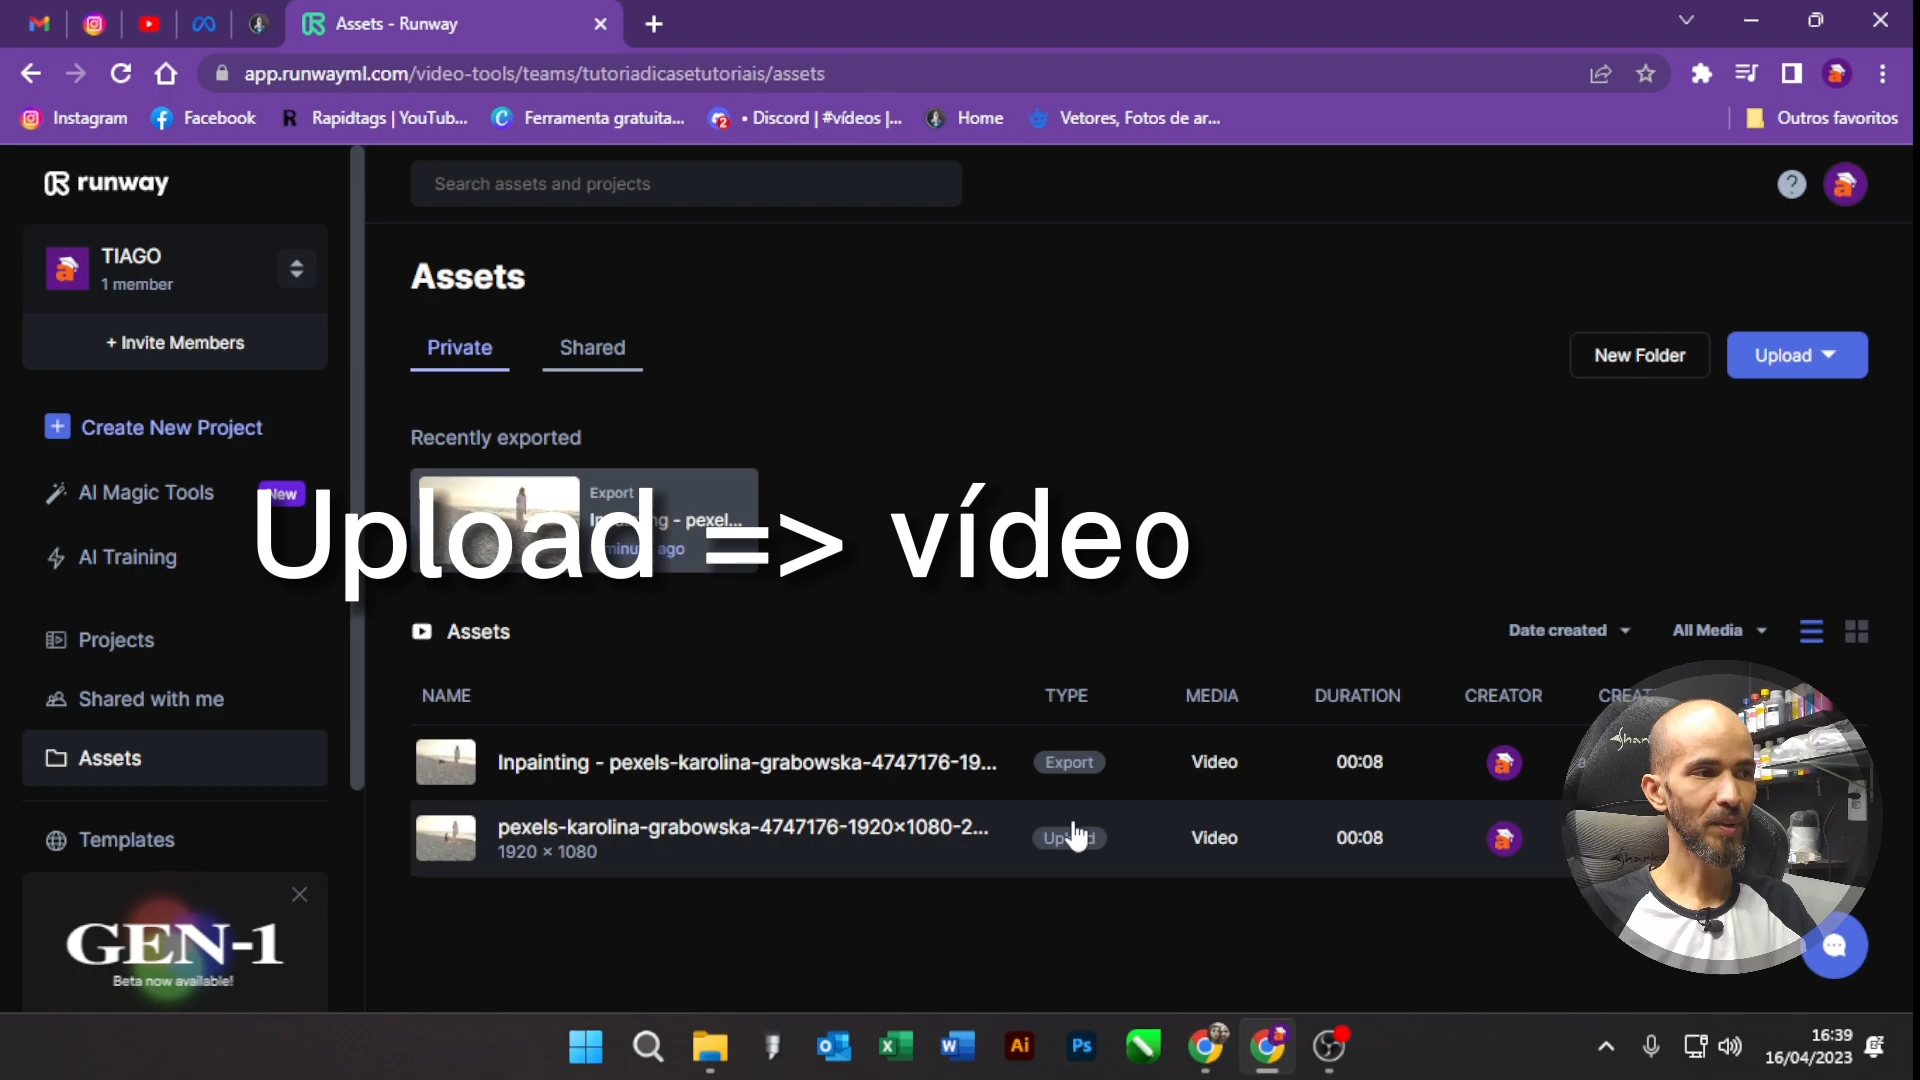 Assets - Runway
app.runwayml.com/video-tools/teams/tutoriadicasetutoriais/assets
Instagram
Facebook
Rapidtags | YouTub...
Ferramenta gratuita...
• Discord | #vídeos |...
Home
Vetores, Fotos de ar...
Outros favoritos
runway
Search assets and projects
TIAGO
1 member
+ Invite Members
Assets
Private
Shared
New Folder
Upload
Create New Project
AI Magic Tools
New
AI Training
Recently exported
Export
ago
Upload => vídeo
Projects
Shared with me
Assets
Templates
GEN-1
Beta now available!
Assets
Date created
All Media
NAME
TYPE
MEDIA
DURATION
CREATOR
Inpainting - pexels-karolina-grabowska-4747176-19...
Export
Video
00:08
pexels-karolina-grabowska-4747176-1920×1080-2...
1920 × 1080
Video
00:08
16:39
16/04/2023